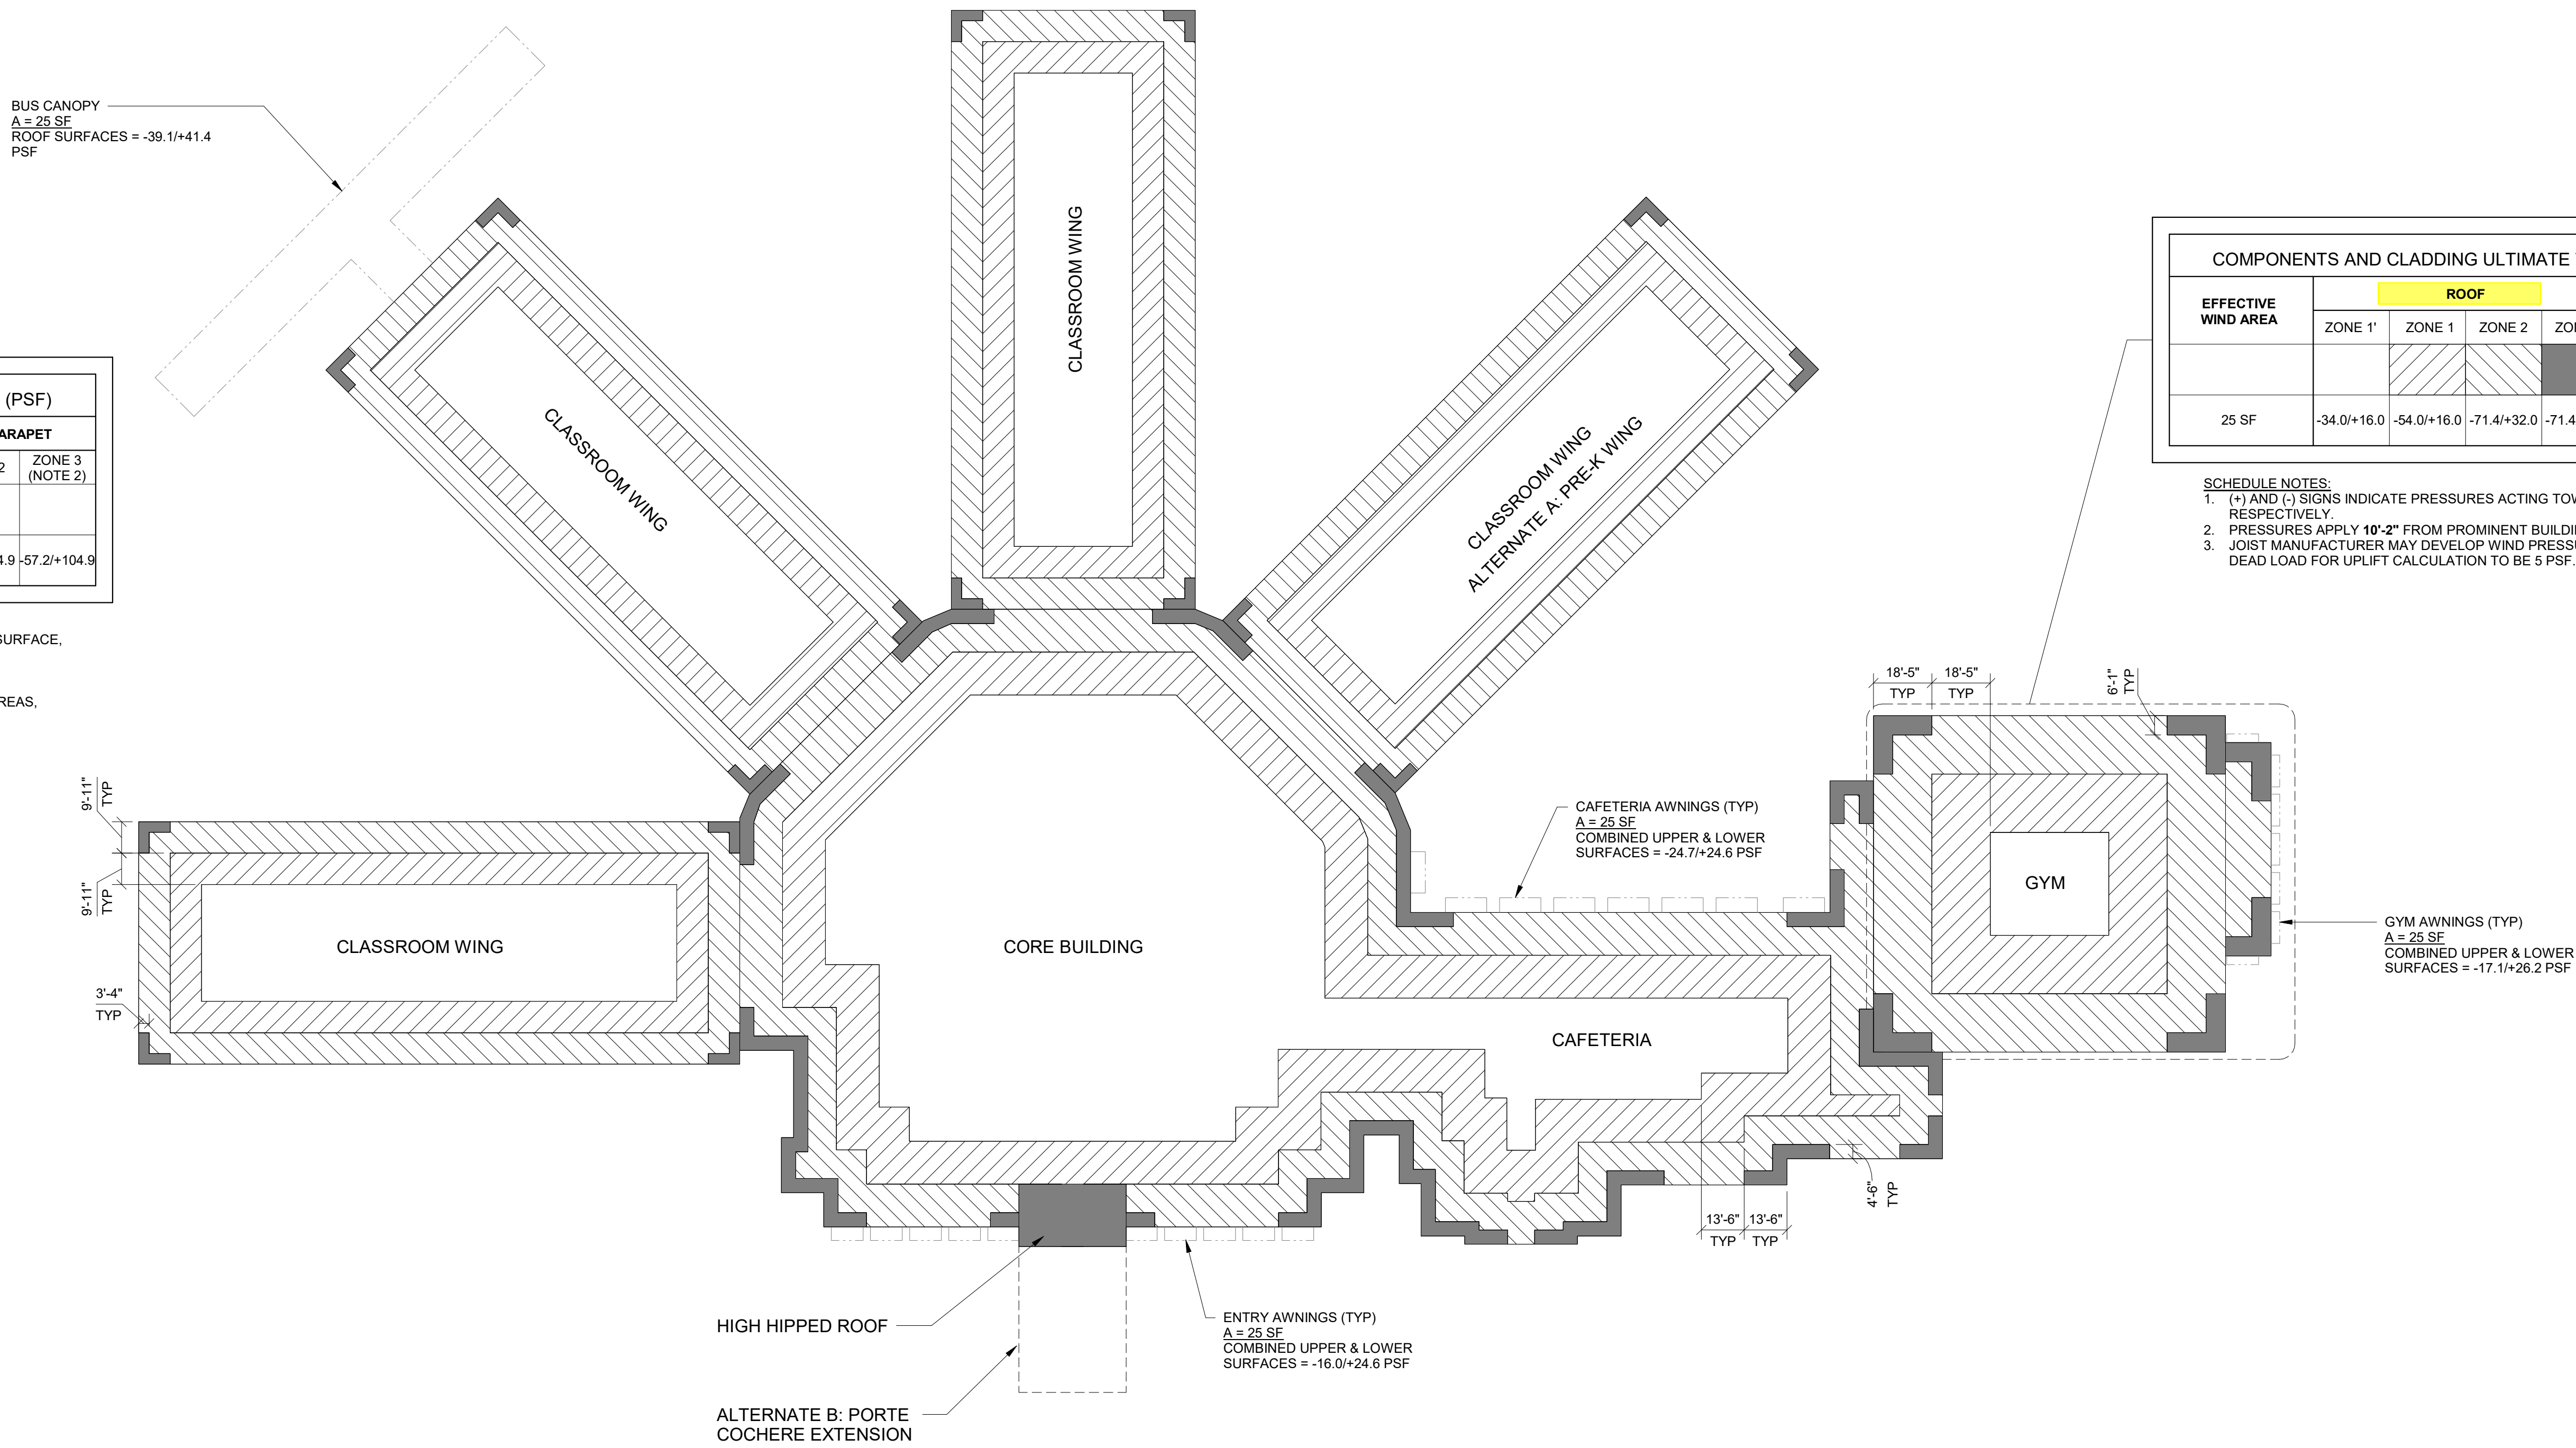 BUS CANOPY
A = 25 SF
ROOF SURFACES = -39.1/+41.4
PSF
CLASSROOM WING
CLASSROOM WING
CLASSROOM WING
ALTERNATE A: PRE-K WING
(PSF)
ARAPET
2
ZONE 3
(NOTE 2)
4.9 -57.2/+104.9
SURFACE,
REAS,
COMPONENTS AND CLADDING ULTIMATE
EFFECTIVE
WIND AREA
ROOF
ZONE 1' ZONE 1 ZONE 2 ZO
25 SF -34.0/+16.0 -54.0/+16.0 -71.4/+32.0 -71.4
SCHEDULE NOTES:
1. (+) AND (-) SIGNS INDICATE PRESSURES ACTING TOW
RESPECTIVELY.
2. PRESSURES APPLY 10'-2" FROM PROMINENT BUILDI
3. JOIST MANUFACTURER MAY DEVELOP WIND PRESSU
DEAD LOAD FOR UPLIFT CALCULATION TO BE 5 PSF.
18'-5"
TYP
18'-5"
TYP
6'-1"
TYP
9'-11"
TYP
9'-11"
TYP
3'-4"
TYP
CLASSROOM WING
CORE BUILDING
CAFETERIA AWNINGS (TYP)
A = 25 SF
COMBINED UPPER & LOWER
SURFACES = -24.7/+24.6 PSF
GYM
GYM AWNINGS (TYP)
A = 25 SF
COMBINED UPPER & LOWER
SURFACES = -17.1/+26.2 PSF
CAFETERIA
13'-6"
TYP
13'-6"
TYP
4'-6"
TYP
HIGH HIPPED ROOF
ENTRY AWNINGS (TYP)
A = 25 SF
COMBINED UPPER & LOWER
SURFACES = -16.0/+24.6 PSF
ALTERNATE B: PORTE
COCHERE EXTENSION